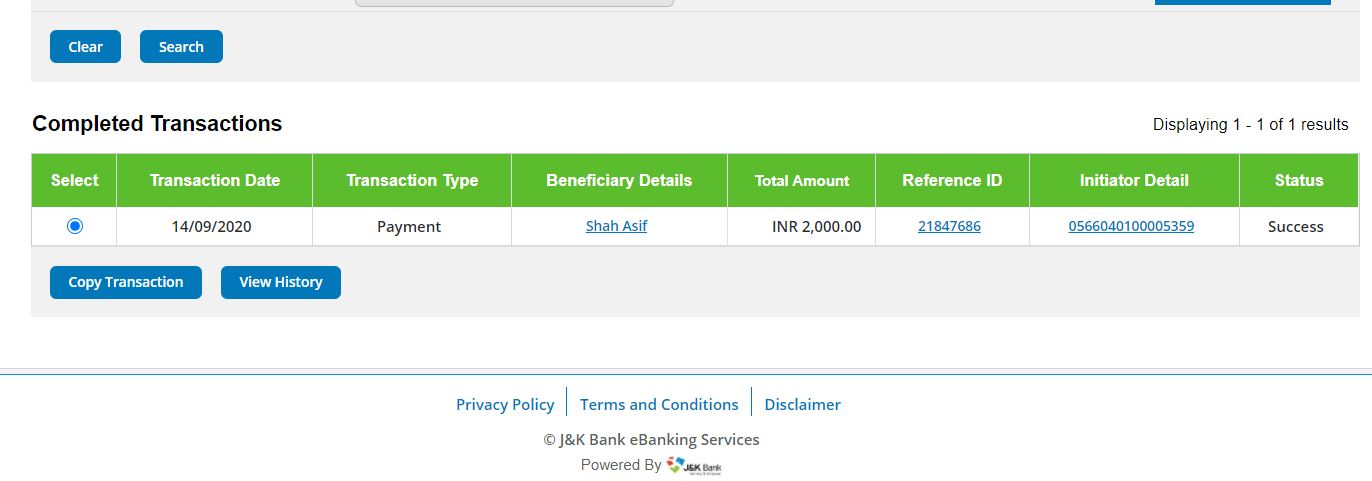 Clear Search
Completed Transactions
Displaying 1 - 1 of 1 results
Select Transaction Date Transaction Type Beneficiary Details Total Amount Reference ID Initiator Detail Status
14/09/2020 Payment Shah Asif INR 2,000.00 21847686 0566040100005359 Success
Copy Transaction View History
Privacy Policy Terms and Conditions Disclaimer
© J&K Bank eBanking Services
Powered By J&K Bank